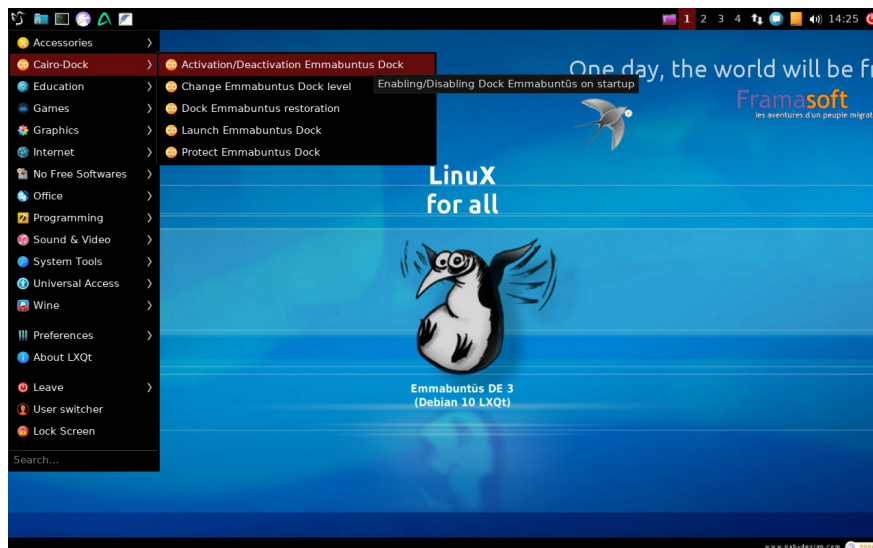 1 2 3 4 14:25
Accessories
Cairo-Dock
Education
Games
Graphics
Internet
No Free Softwares
Office
Programming
Sound & Video
System Tools
Universal Access
Wine
Preferences
About LXQt
Leave
User switcher
Lock Screen
Search...
Activation/Deactivation Emmabuntus Dock
Change Emmabuntus Dock level
Dock Emmabuntus restoration
Launch Emmabuntus Dock
Protect Emmabuntus Dock
Enabling/Disabling Dock Emmabuntüs on startup
One day, the world will be
Framasoft
les aventures d'un peuple
LinuX
for all
Emmabuntüs DE 3
(Debian 10 LXQt)